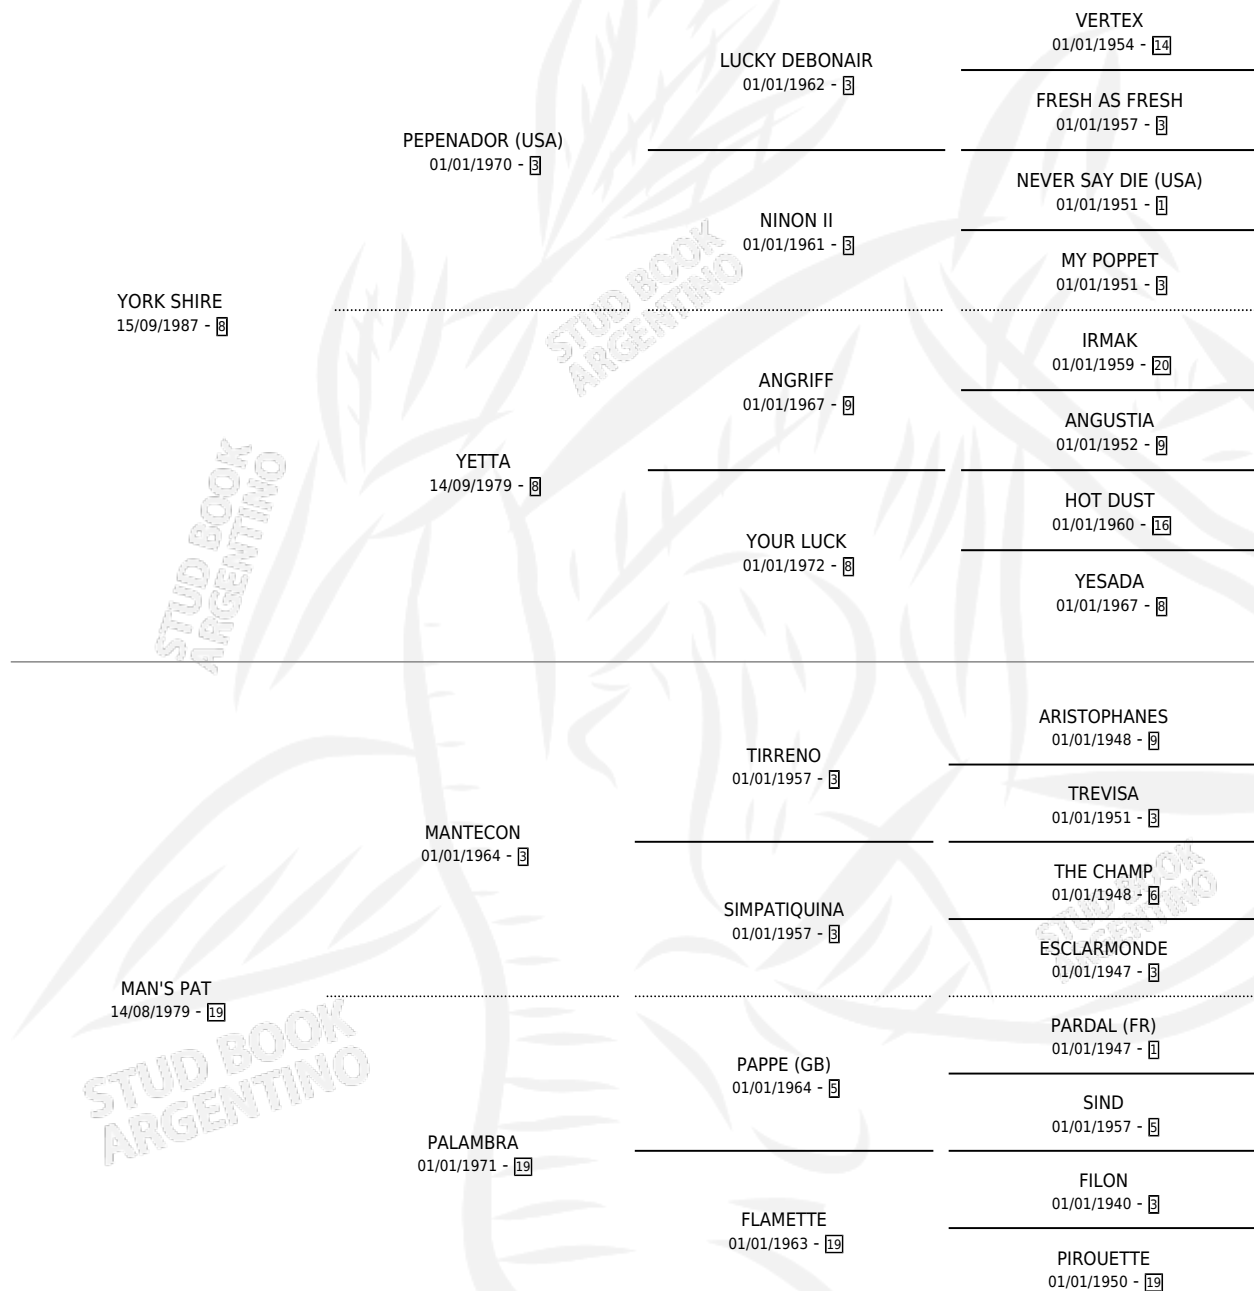 VERTEX
01/01/1954 - 14
LUCKY DEBONAIR
01/01/1962 - 3
FRESH AS FRESH
01/01/1957 - 3
PEPENADOR (USA)
01/01/1970 - 3
NEVER SAY DIE (USA)
01/01/1951 - 1
NINON II
01/01/1961 - 3
MY POPPET
01/01/1951 - 3
YORK SHIRE
15/09/1987 - 8
IRMAK
01/01/1959 - 20
ANGRIFF
01/01/1967 - 9
ANGUSTIA
01/01/1952 - 9
YETTA
14/09/1979 - 8
HOT DUST
01/01/1960 - 16
YOUR LUCK
01/01/1972 - 8
YESADA
01/01/1967 - 8
ARISTOPHANES
01/01/1948 - 9
TIRRENO
01/01/1957 - 3
TREVISA
01/01/1951 - 3
MANTECON
01/01/1964 - 3
THE CHAMP
01/01/1948 - 6
SIMPATIQUINA
01/01/1957 - 3
ESCLARMONDE
01/01/1947 - 3
MAN'S PAT
14/08/1979 - 19
PARDAL (FR)
01/01/1947 - 1
PAPPE (GB)
01/01/1964 - 5
SIND
01/01/1957 - 5
PALAMBRA
01/01/1971 - 19
FILON
01/01/1940 - 3
FLAMETTE
01/01/1963 - 19
PIROUETTE
01/01/1950 - 19
STUD BOOK
ARGENTINO
STUD BOOK
ARGENTINO
STUD BOOK
ARGENTINO
STUD BOOK
ARGENTINO